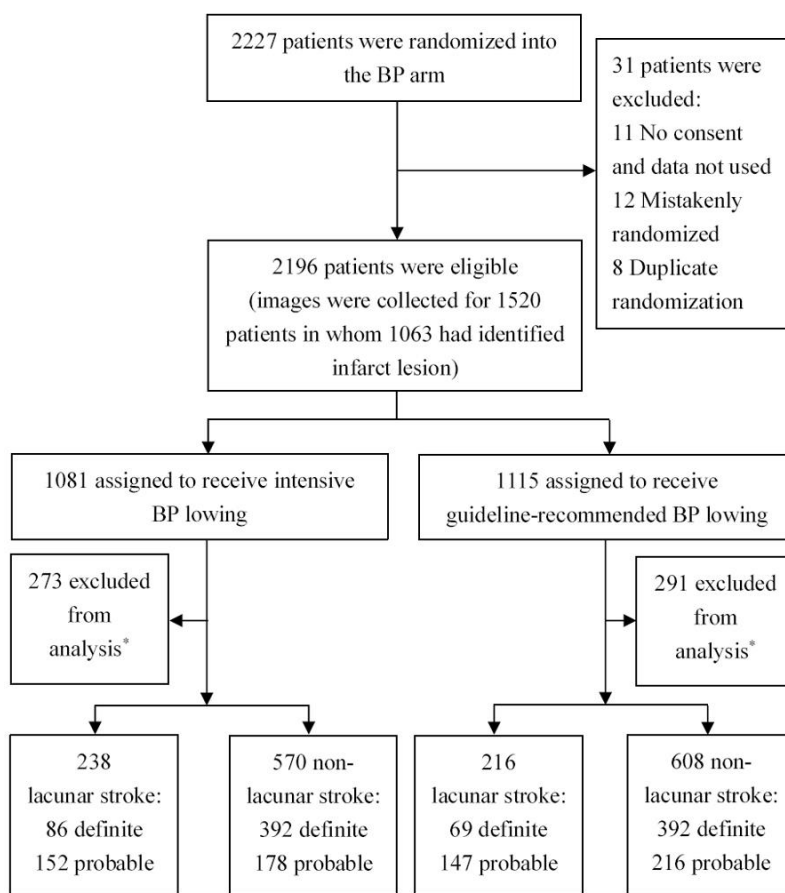 2227 patients were randomized into
the BP arm
31 patients were
excluded:
11 No consent
and data not used
12 Mistakenly
randomized
8 Duplicate
randomization
2196 patients were eligible
(images were collected for 1520
patients in whom 1063 had identified
infarct lesion)
1081 assigned to receive intensive
BP lowing
1115 assigned to receive
guideline-recommended BP lowing
273 excluded
from
analysis*
291 excluded
from
analysis*
238
lacunar stroke:
86 definite
152 probable
570 non-
lacunar stroke:
392 definite
178 probable
216
lacunar stroke:
69 definite
147 probable
608 non-
lacunar stroke:
392 definite
216 probable